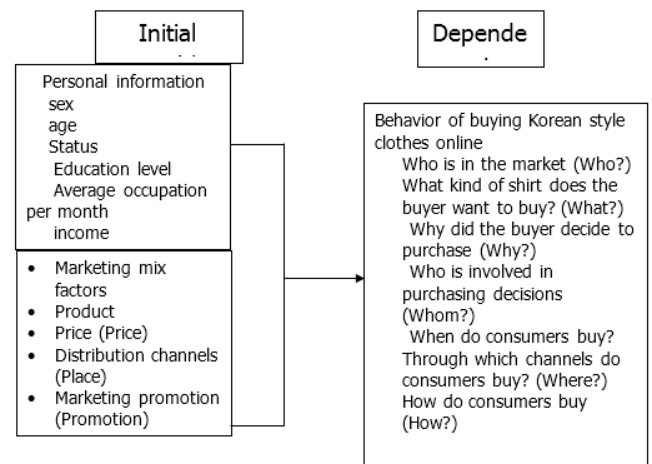 Initial
Personal information
sex
age
Status
Education level
Average occupation
per month
income
• Marketing mix
factors
• Product
• Price (Price)
• Distribution channels
(Place)
• Marketing promotion
(Promotion)
Depende
Behavior of buying Korean style
clothes online
Who is in the market (Who?)
What kind of shirt does the
buyer want to buy? (What?)
Why did the buyer decide to
purchase (Why?)
Who is involved in
purchasing decisions
(Whom?)
When do consumers buy?
Through which channels do
consumers buy? (Where?)
How do consumers buy
(How?)